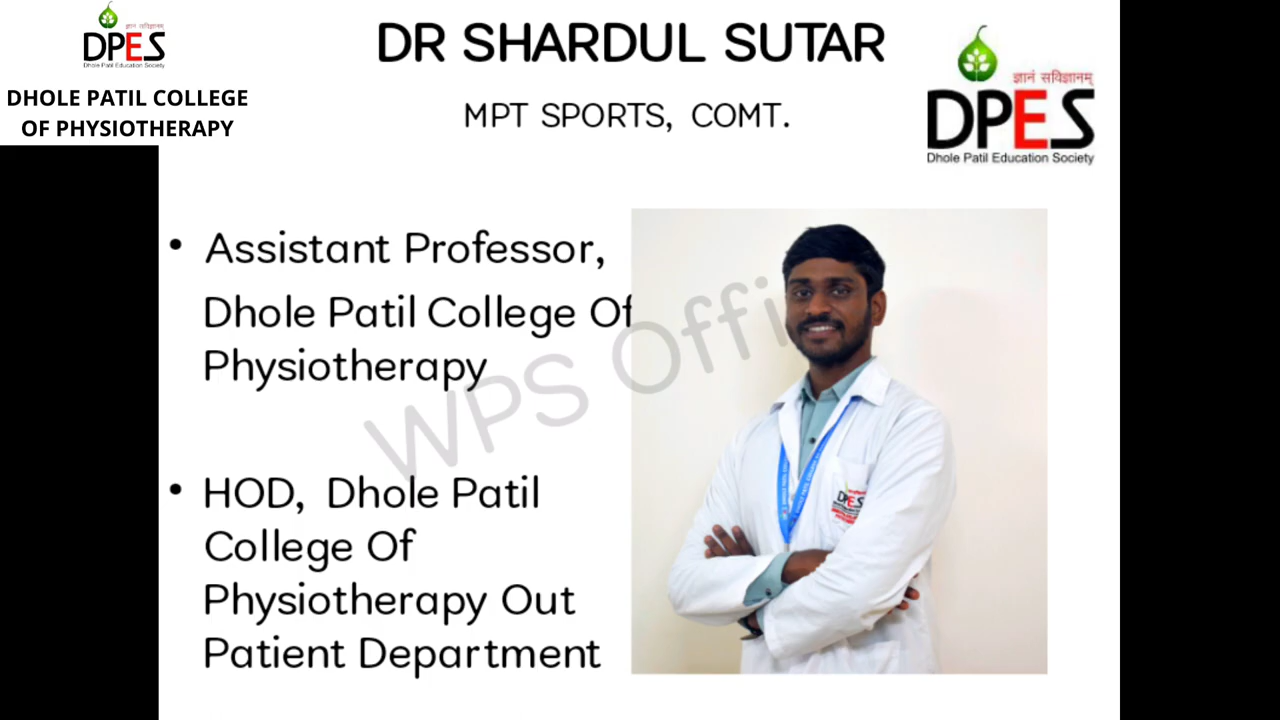 ज्ञानं सविज्ञानम्
DPES
Dhole Patil Education Society
DHOLE PATIL COLLEGE
OF PHYSIOTHERAPY
DR SHARDUL SUTAR
MPT SPORTS, COMT.
ज्ञानं सविज्ञानम्
DPES
Dhole Patil Education Society
• Assistant Professor,
Dhole Patil College Of
Physiotherapy
• HOD, Dhole Patil
College Of
Physiotherapy Out
Patient Department
WPS Offi
DPES